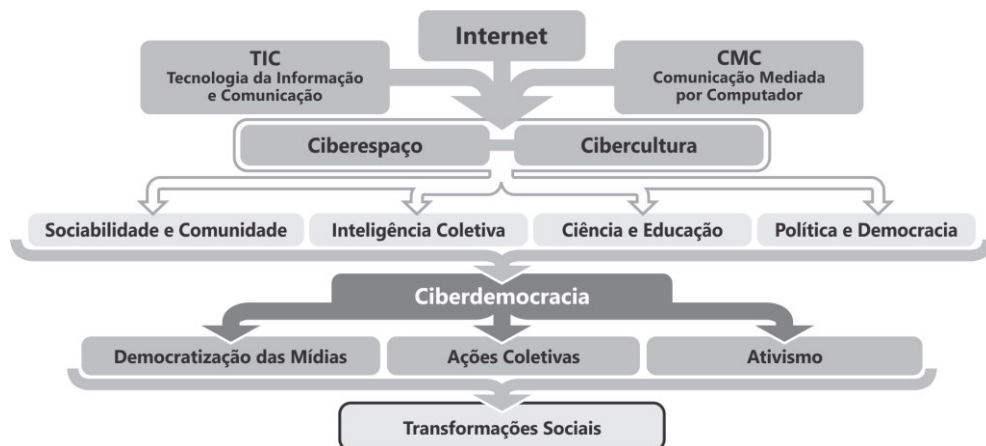 Internet
TIC
Tecnologia da Informação
e Comunicação
CMC
Comunicação Mediada
por Computador
Ciberespaço
Cibercultura
Sociabilidade e Comunidade
Inteligência Coletiva
Ciência e Educação
Política e Democracia
Ciberdemocracia
Democratização das Mídias
Ações Coletivas
Ativismo
Transformações Sociais